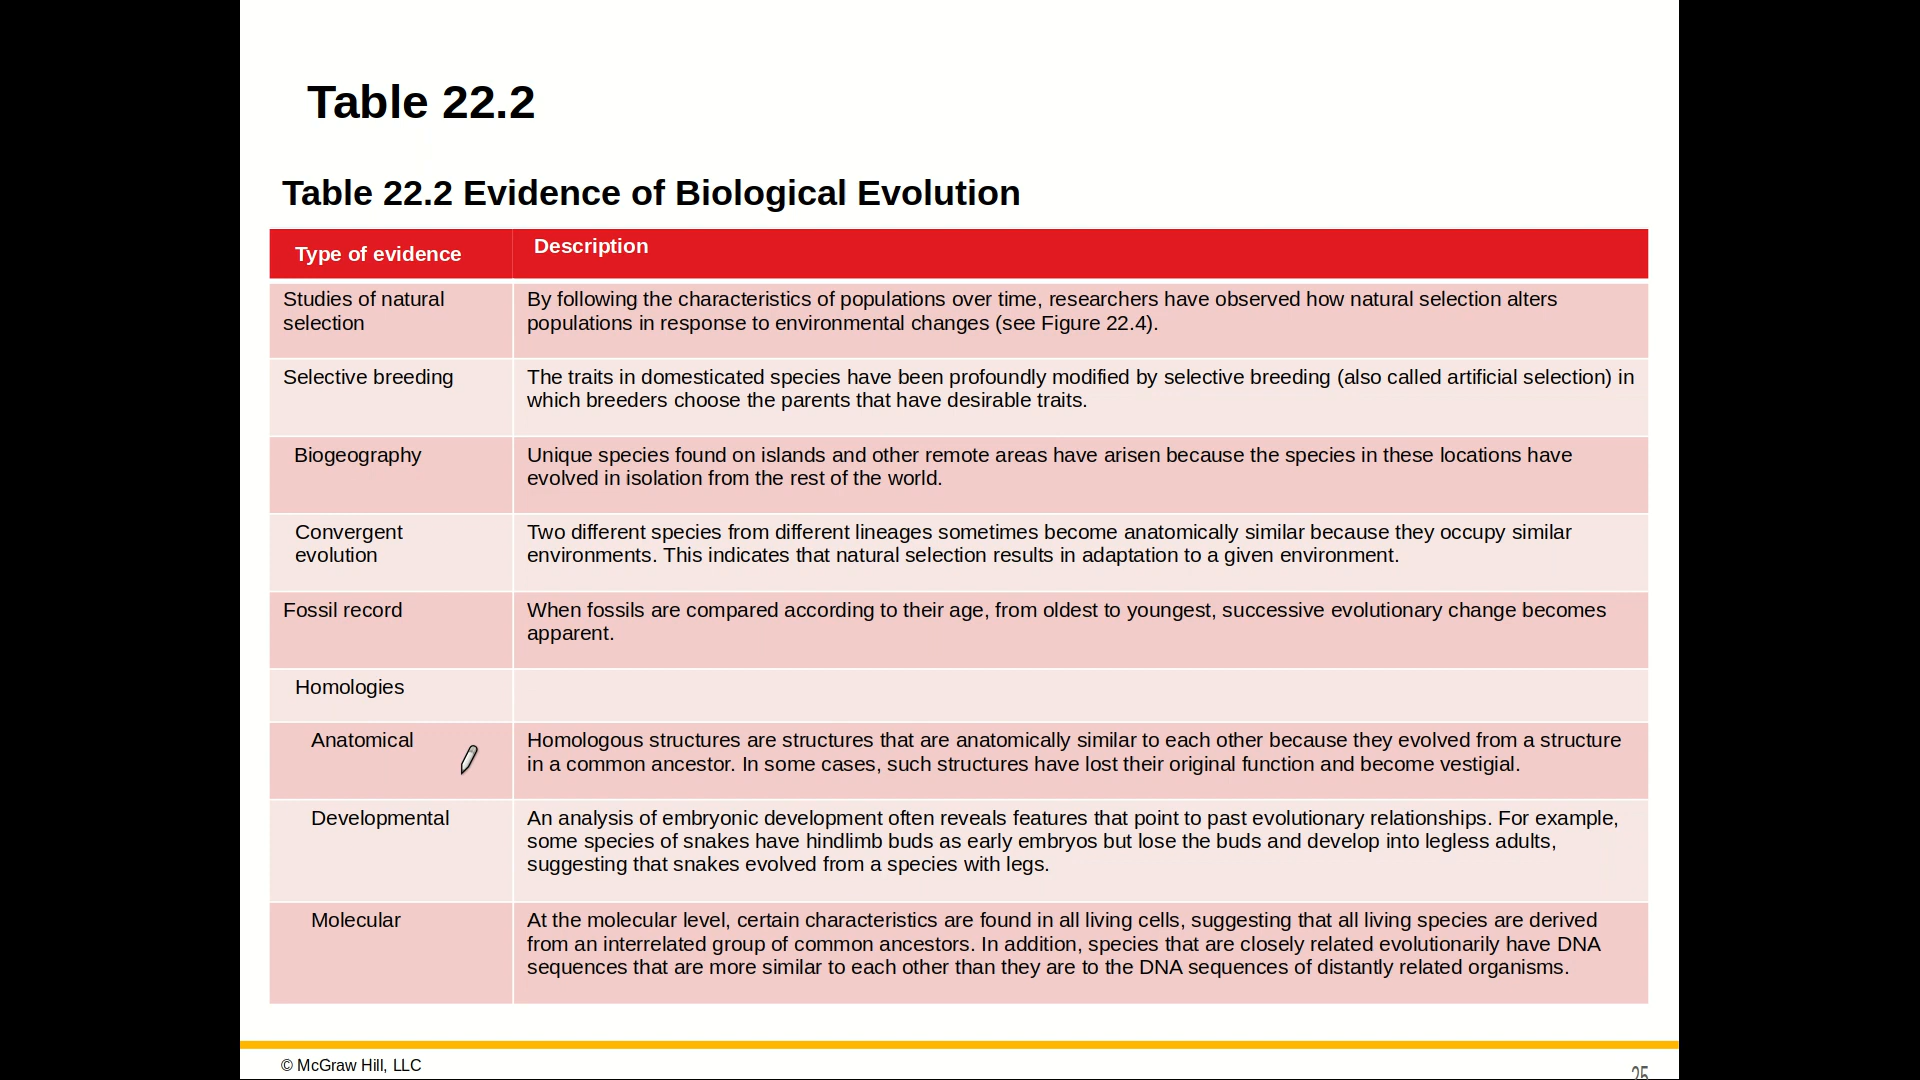 Table 22.2
Table 22.2 Evidence of Biological Evolution
Type of evidence
Description
Studies of natural
selection
By following the characteristics of populations over time, researchers have observed how natural selection alters
populations in response to environmental changes (see Figure 22.4).
Selective breeding
The traits in domesticated species have been profoundly modified by selective breeding (also called artificial selection) in
which breeders choose the parents that have desirable traits.
Biogeography
Unique species found on islands and other remote areas have arisen because the species in these locations have
evolved in isolation from the rest of the world.
Convergent
evolution
Two different species from different lineages sometimes become anatomically similar because they occupy similar
environments. This indicates that natural selection results in adaptation to a given environment.
Fossil record
When fossils are compared according to their age, from oldest to youngest, successive evolutionary change becomes
apparent.
Homologies
Anatomical
Homologous structures are structures that are anatomically similar to each other because they evolved from a structure
in a common ancestor. In some cases, such structures have lost their original function and become vestigial.
Developmental
An analysis of embryonic development often reveals features that point to past evolutionary relationships. For example,
some species of snakes have hindlimb buds as early embryos but lose the buds and develop into legless adults,
suggesting that snakes evolved from a species with legs.
Molecular
At the molecular level, certain characteristics are found in all living cells, suggesting that all living species are derived
from an interrelated group of common ancestors. In addition, species that are closely related evolutionarily have DNA
sequences that are more similar to each other than they are to the DNA sequences of distantly related organisms.
© McGraw Hill, LLC
25